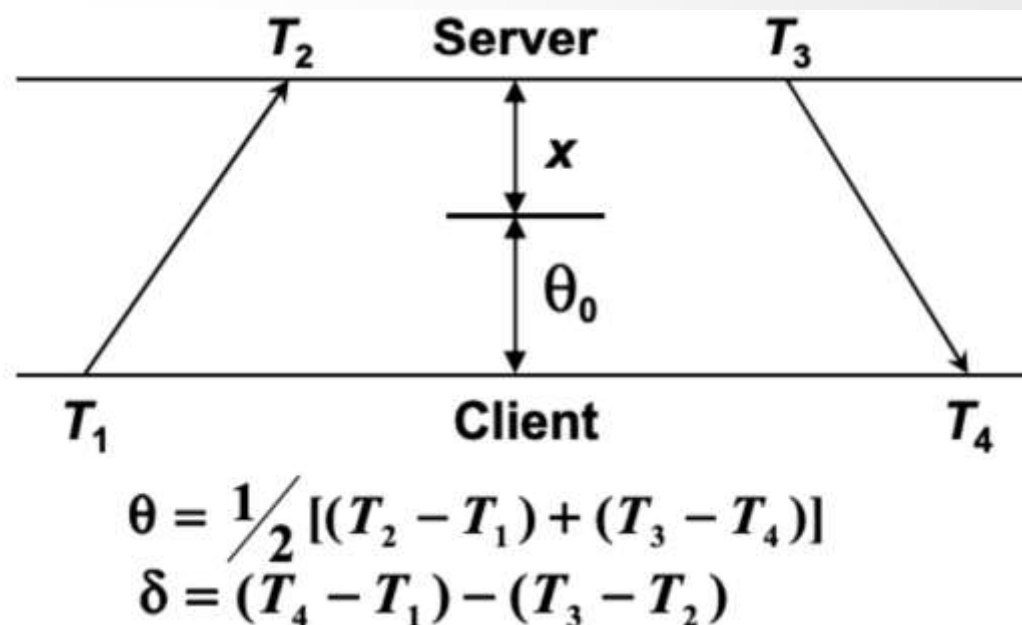 T₂ Server T₃
x
θ₀
T₁ Client T₄
θ = 1/2 [(T₂ − T₁) + (T₃ − T₄)]
δ = (T₄ − T₁) − (T₃ − T₂)